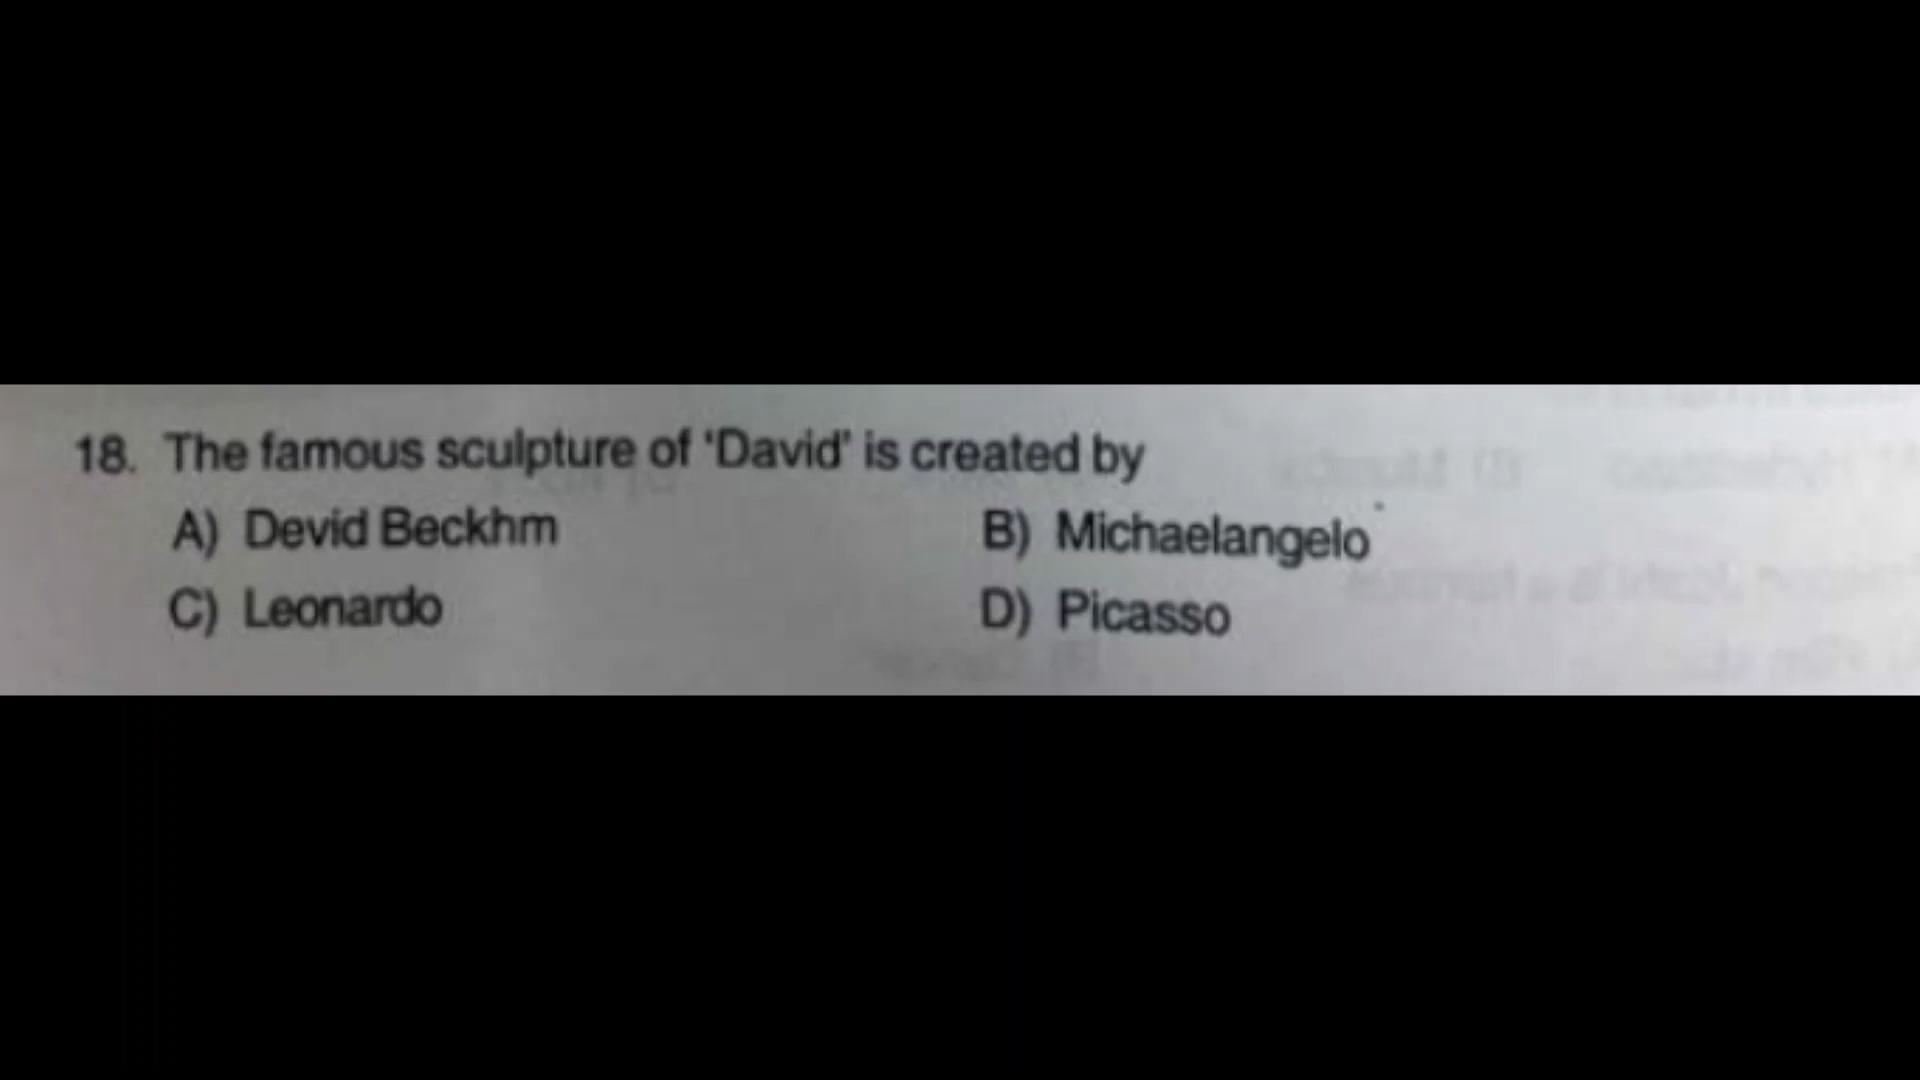 18. The famous sculpture of 'David' is created by
A) Devid Beckhm B) Michaelangelo
C) Leonardo D) Picasso